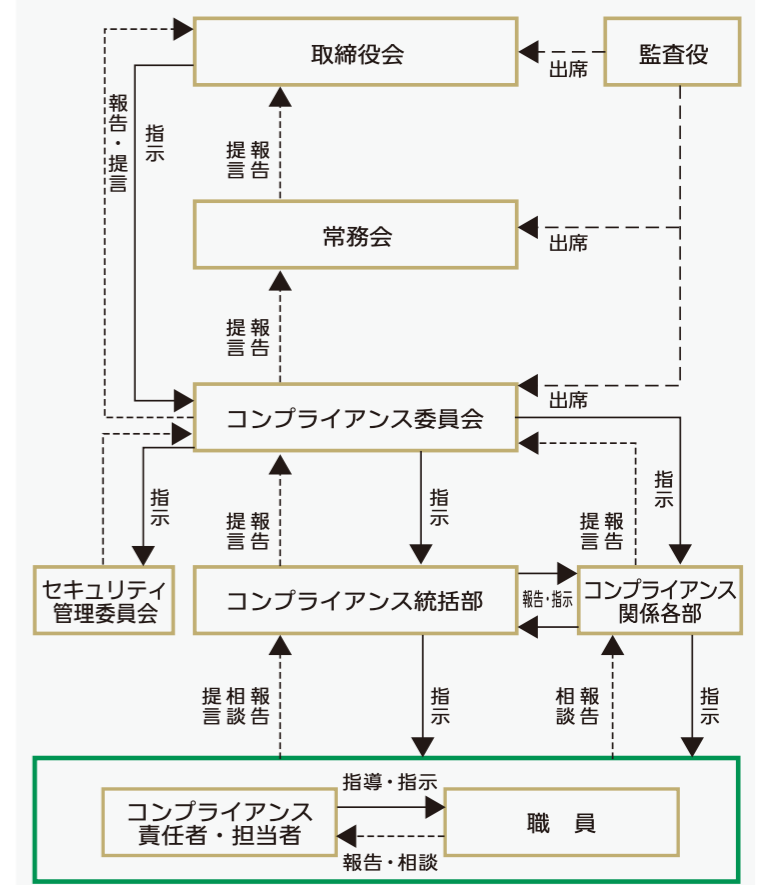 取締役会
監査役
出席
報告・提言
指示
報告
提言
常務会
出席
報告
提言
出席
コンプライアンス委員会
指示
指示
報告
提言
指示
報告
提言
セキュリティ
管理委員会
コンプライアンス統括部
報告・指示
コンプライアンス
関係各部
報告
相談
提言
指示
報告
相談
指示
指導・指示
コンプライアンス
責任者・担当者
職　員
報告・相談